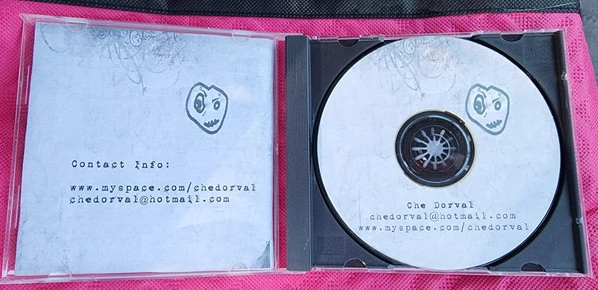 Contact Info:
www.myspace.com/chedorval
chedorval@hotmail.com
Che Dorval
chedorval@hotmail.com
www.myspace.com/chedorval